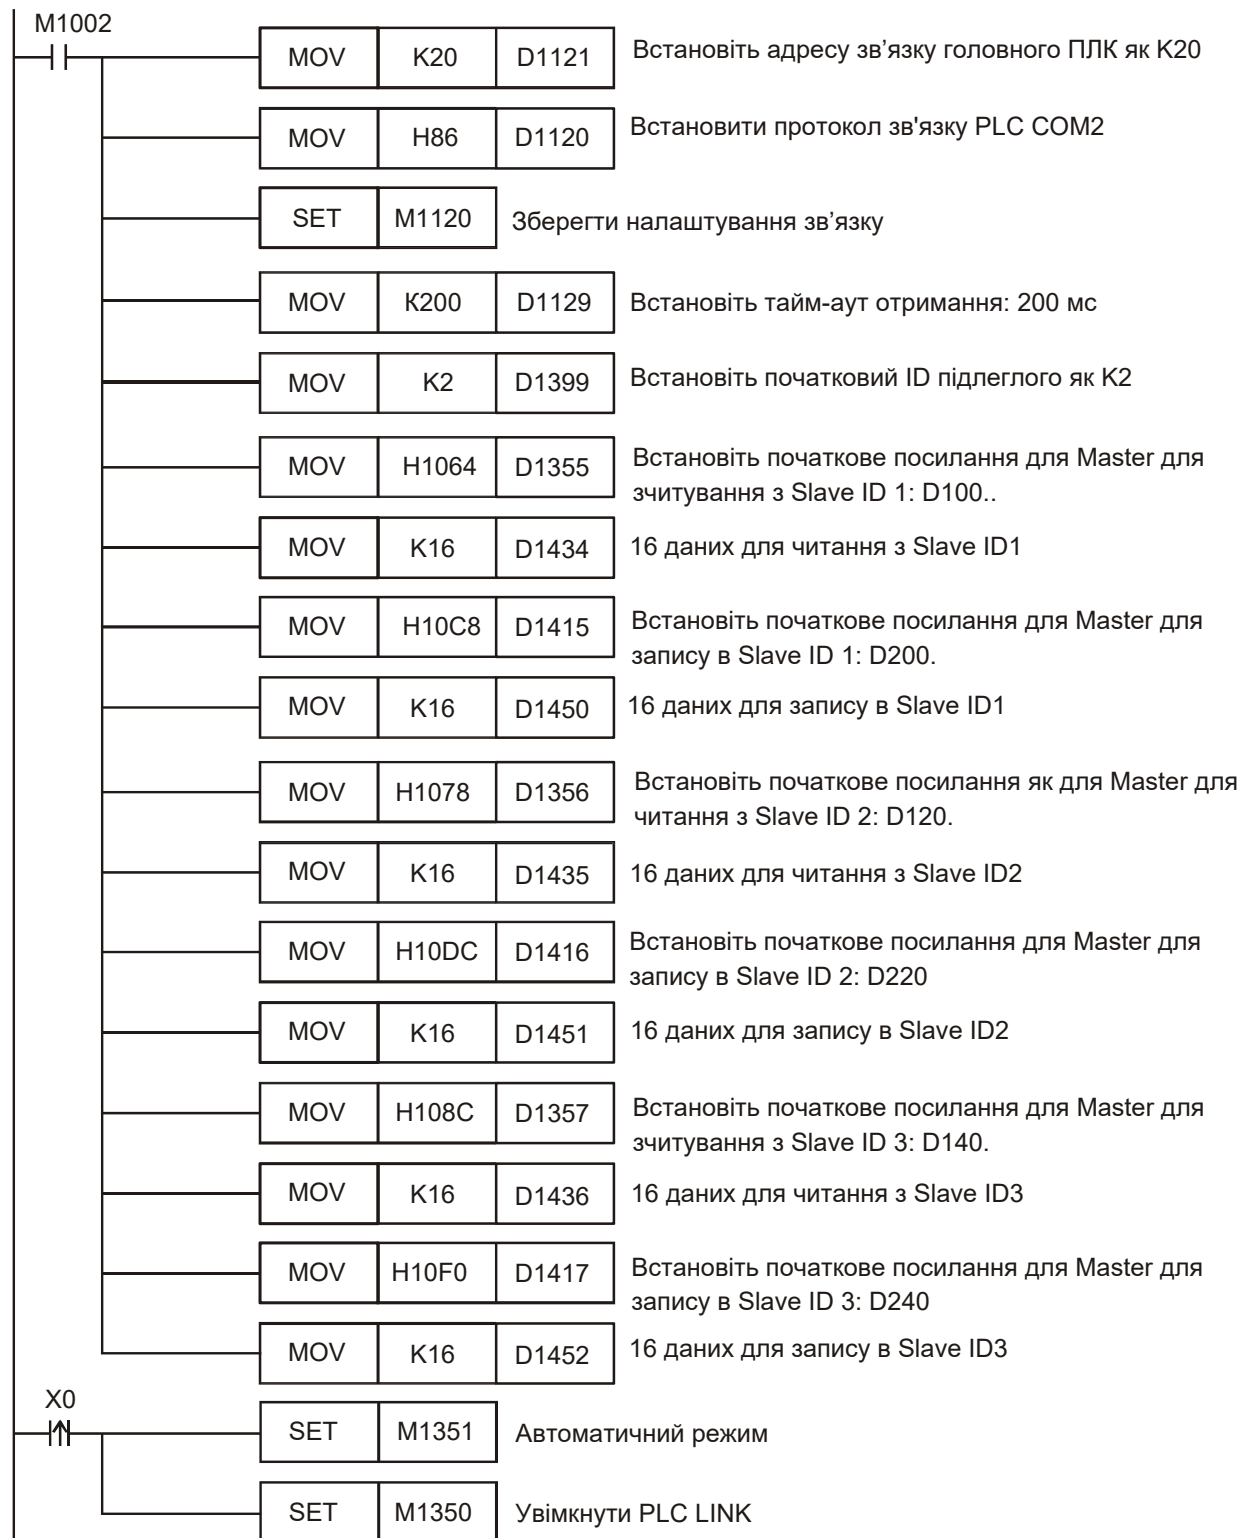 M1002
MOV K20 D1121 Встановіть адресу зв’язку головного ПЛК як K20
MOV H86 D1120 Встановити протокол зв'язку PLC COM2
SET M1120 Зберегти налаштування зв’язку
MOV К200 D1129 Встановіть тайм-аут отримання: 200 мс
MOV K2 D1399 Встановіть початковий ID підлеглого як K2
MOV H1064 D1355 Встановіть початкове посилання для Master для
зчитування з Slave ID 1: D100..
MOV K16 D1434 16 даних для читання з Slave ID1
MOV H10C8 D1415 Встановіть початкове посилання для Master для
запису в Slave ID 1: D200.
MOV K16 D1450 16 даних для запису в Slave ID1
MOV H1078 D1356 Встановіть початкове посилання як для Master для
читання з Slave ID 2: D120.
MOV K16 D1435 16 даних для читання з Slave ID2
MOV H10DC D1416 Встановіть початкове посилання для Master для
запису в Slave ID 2: D220
MOV K16 D1451 16 даних для запису в Slave ID2
MOV H108C D1357 Встановіть початкове посилання для Master для
зчитування з Slave ID 3: D140.
MOV K16 D1436 16 даних для читання з Slave ID3
MOV H10F0 D1417 Встановіть початкове посилання для Master для
запису в Slave ID 3: D240
MOV K16 D1452 16 даних для запису в Slave ID3
X0
SET M1351 Автоматичний режим
SET M1350 Увімкнути PLC LINK